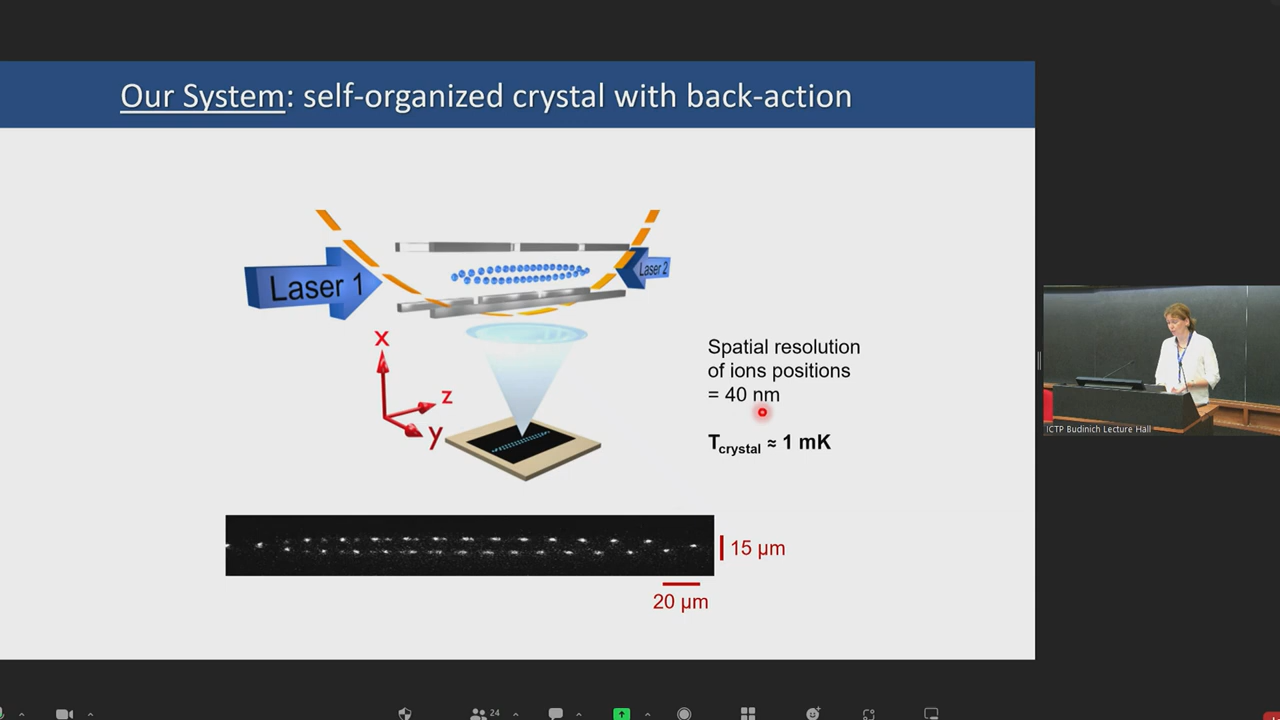 Our System: self-organized crystal with back-action
Laser 1
Laser 2
x
z
y
Spatial resolution
of ions positions
= 40 nm
Tcrystal ≈ 1 mK
15 µm
20 µm
ICTP Budinich Lecture Hall
24